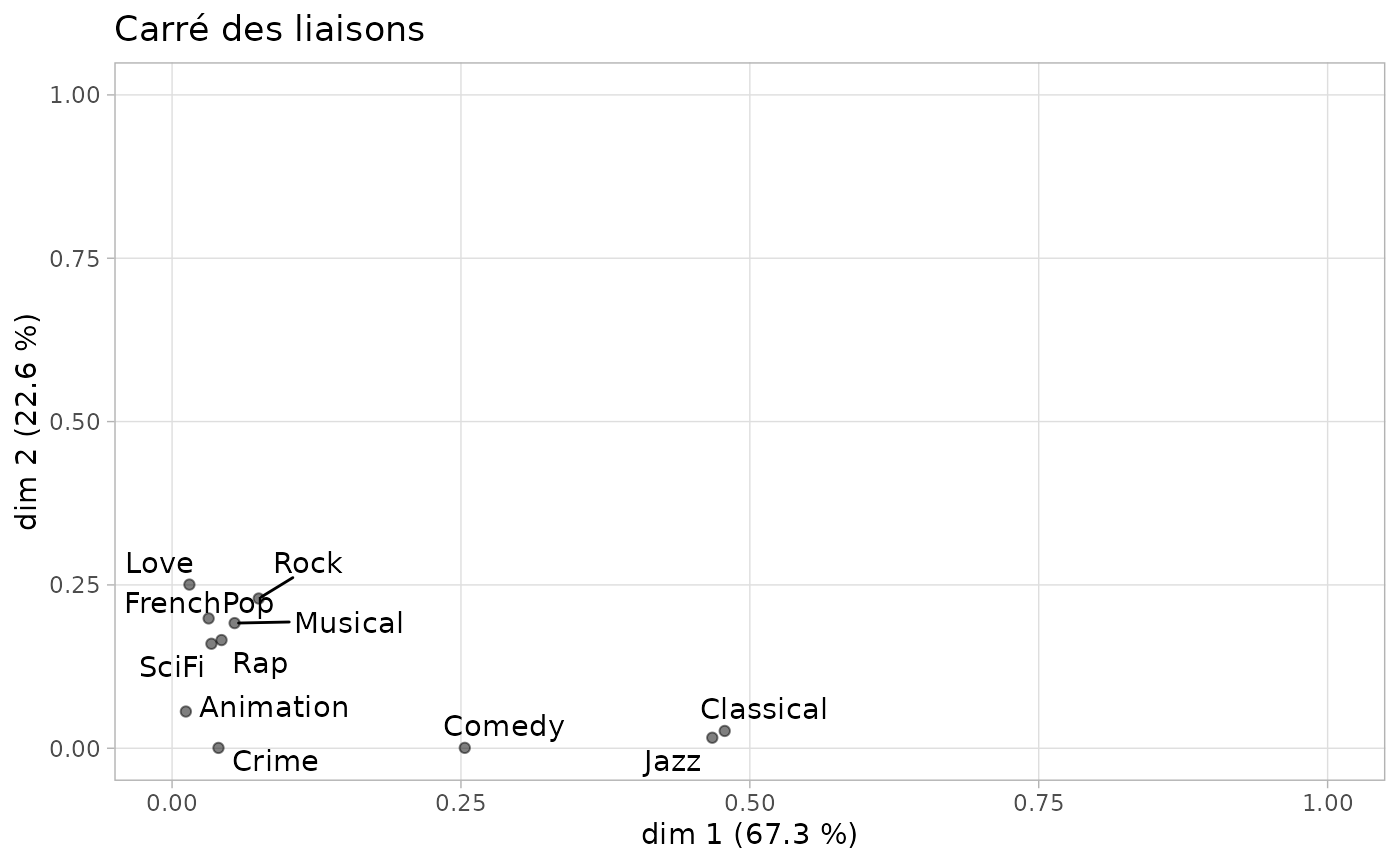 Carré des liaisons
1.00
0.75
0.50
0.25
0.00
dim 2 (22.6 %)
Love
Rock
FrenchPop
Musical
SciFi
Rap
Animation
Crime
Comedy
Classical
Jazz
0.00
0.25
0.50
0.75
1.00
dim 1 (67.3 %)